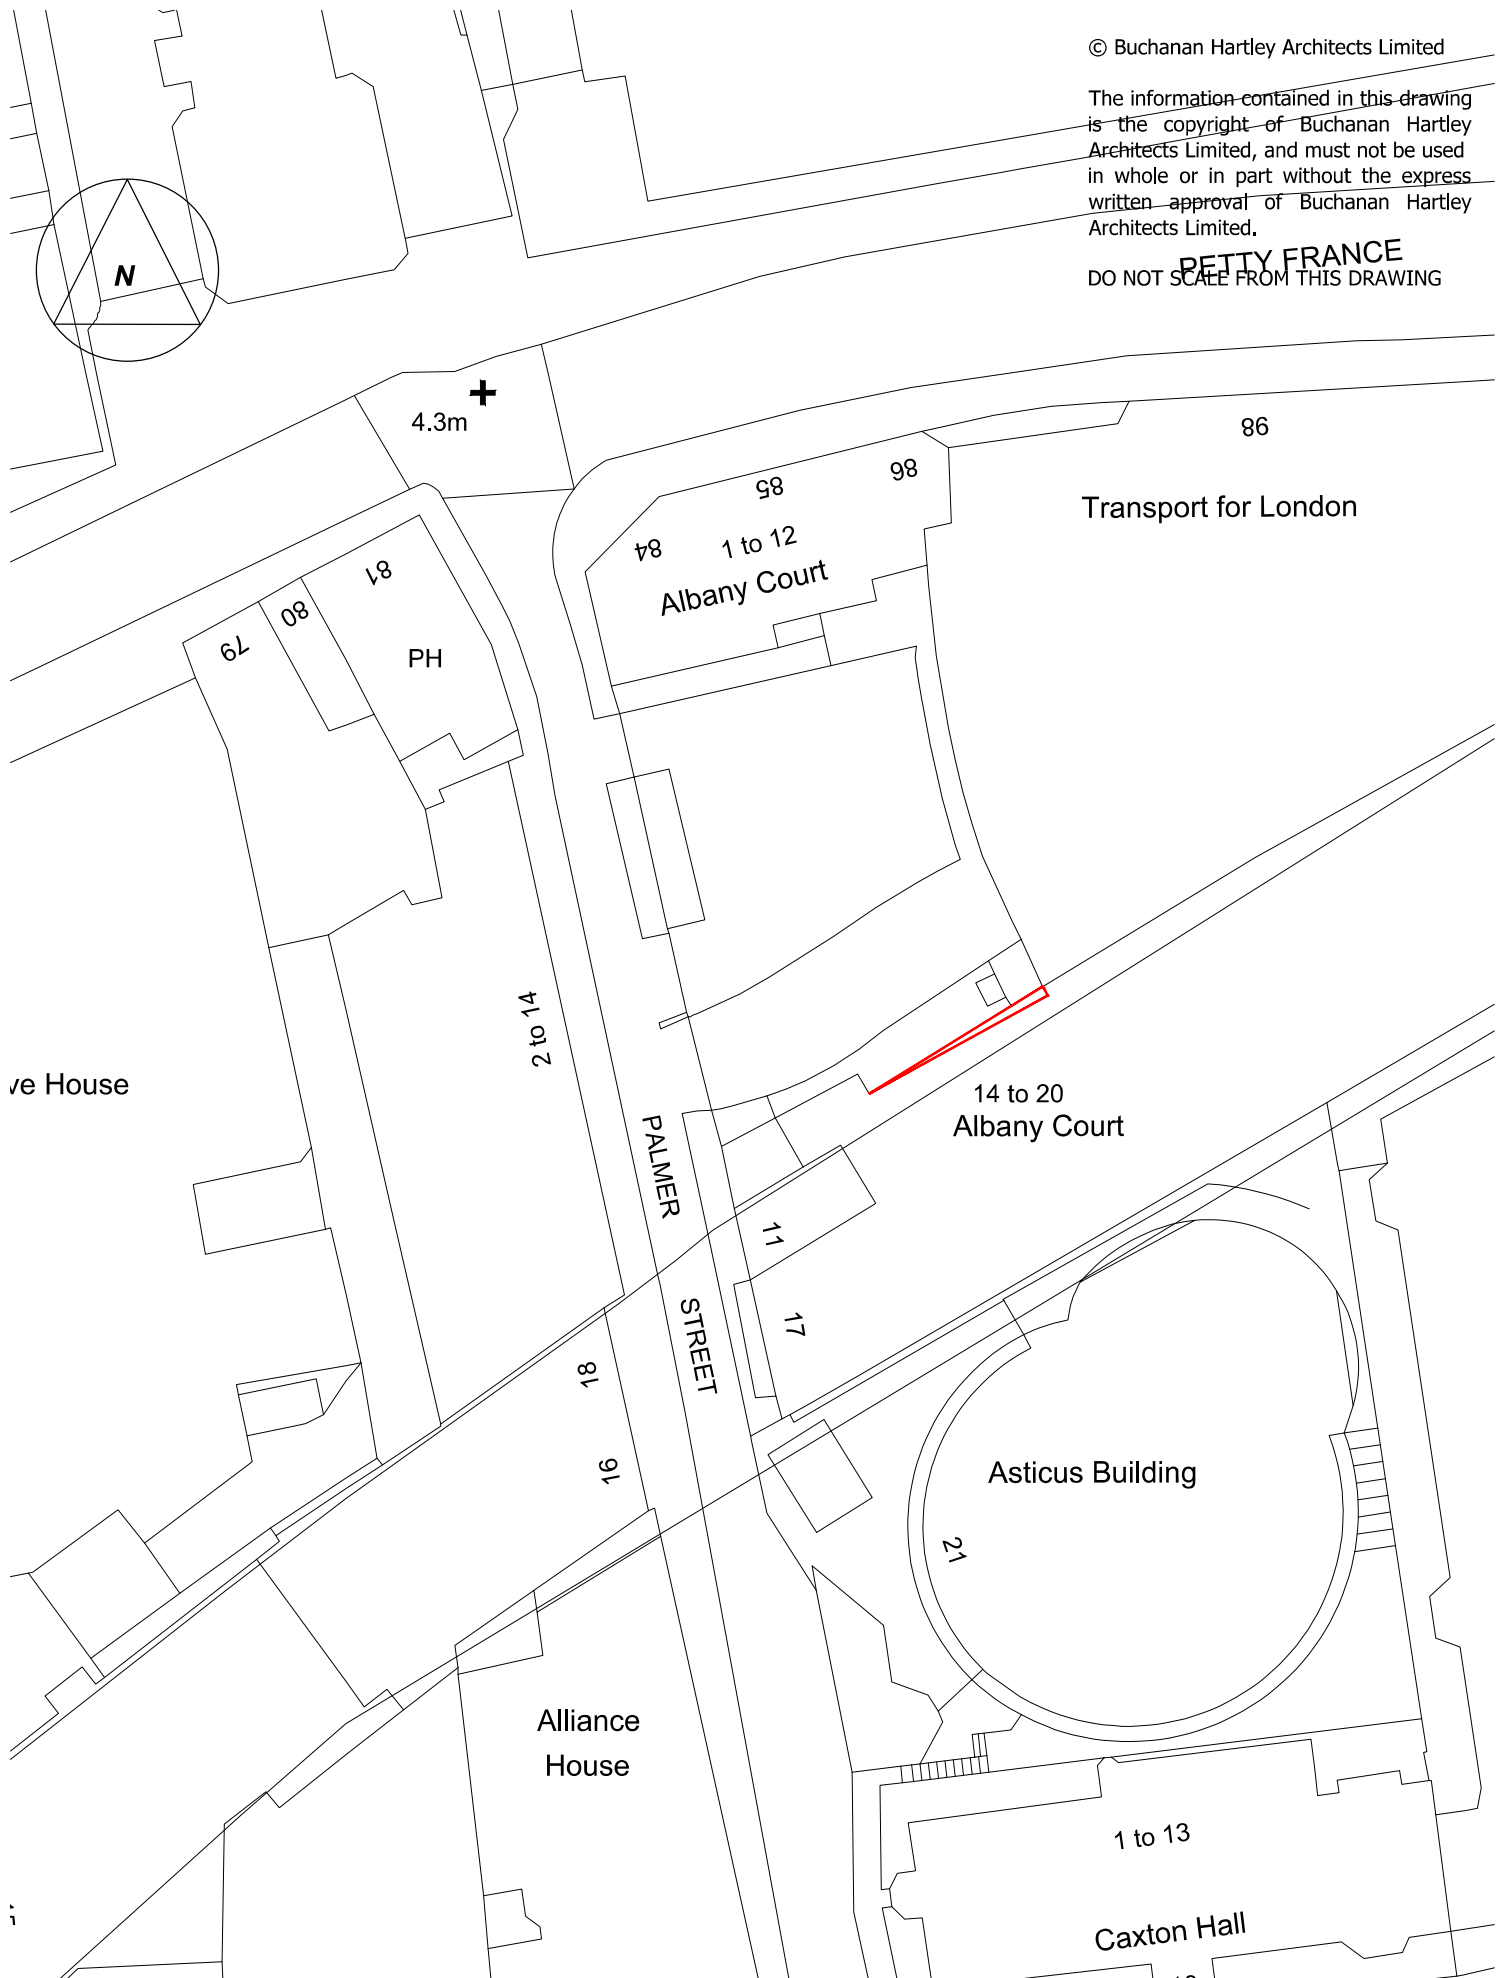 © Buchanan Hartley Architects Limited
The information contained in this drawing
is the copyright of Buchanan Hartley
Architects Limited, and must not be used
in whole or in part without the express
written approval of Buchanan Hartley
Architects Limited.
PETTY FRANCE
DO NOT SCALE FROM THIS DRAWING
N
4.3m
98
86
85
Transport for London
84
1 to 12
Albany Court
81
80
79
PH
2 to 14
ve House
14 to 20
Albany Court
PALMER
STREET
11
17
18
16
Asticus Building
21
Alliance
House
1 to 13
Caxton Hall